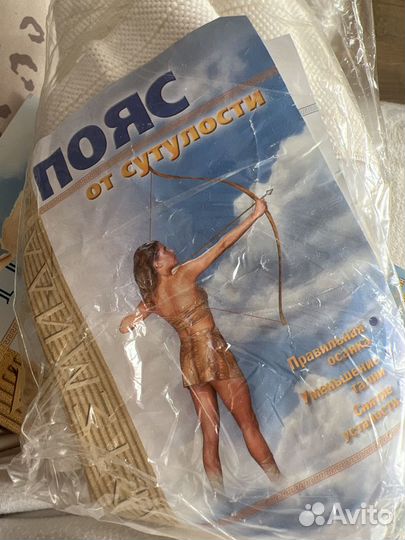 ПОЯС
от сутулости
Правильная
осанка
Уменьшение
талии
Снятие
усталости
Avito